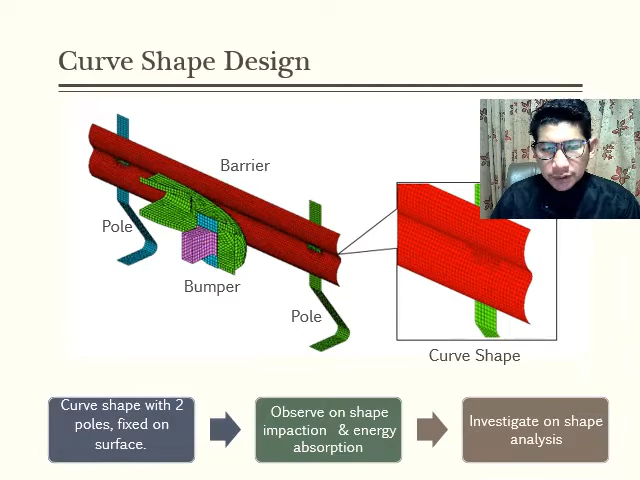 Curve Shape Design
Barrier
Pole
Bumper
Pole
Curve Shape
Curve shape with 2
poles, fixed on
surface.
Observe on shape
impaction & energy
absorption
Investigate on shape
analysis